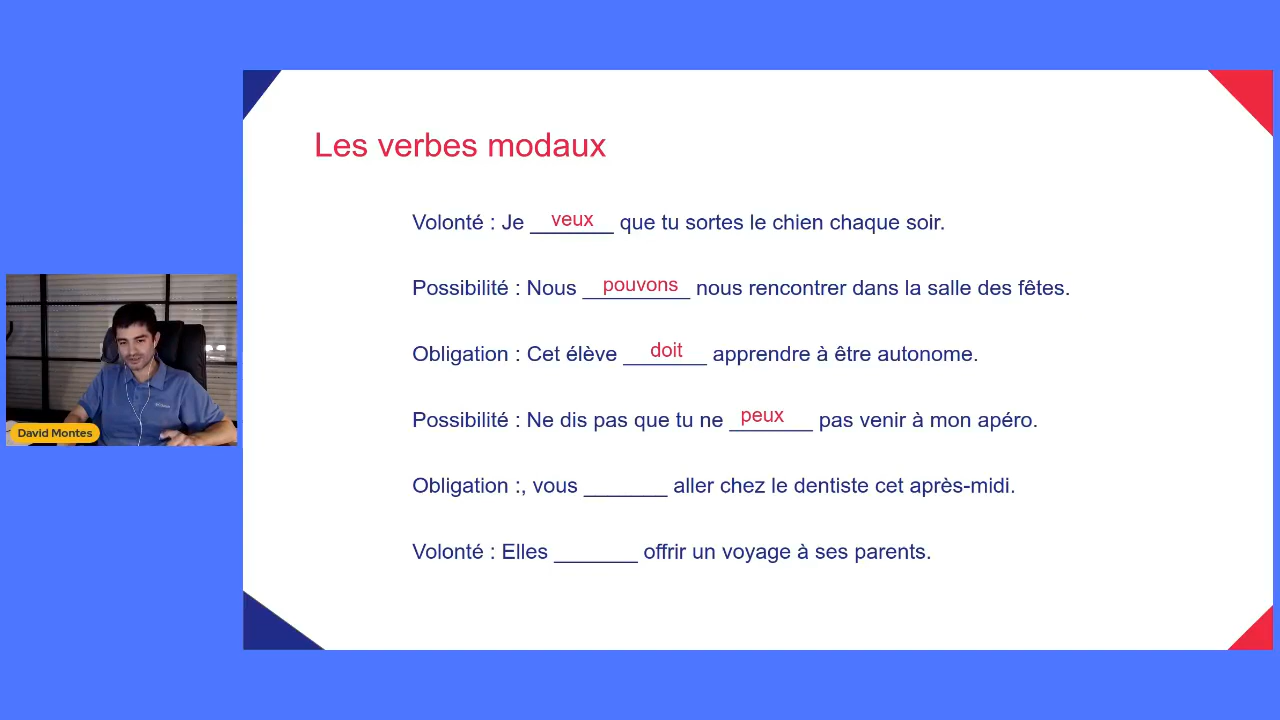 Les verbes modaux
Volonté : Je veux que tu sortes le chien chaque soir.
Possibilité : Nous pouvons nous rencontrer dans la salle des fêtes.
Obligation : Cet élève doit apprendre à être autonome.
Possibilité : Ne dis pas que tu ne peux pas venir à mon apéro.
Obligation :, vous _______ aller chez le dentiste cet après-midi.
Volonté : Elles _______ offrir un voyage à ses parents.
David Montes